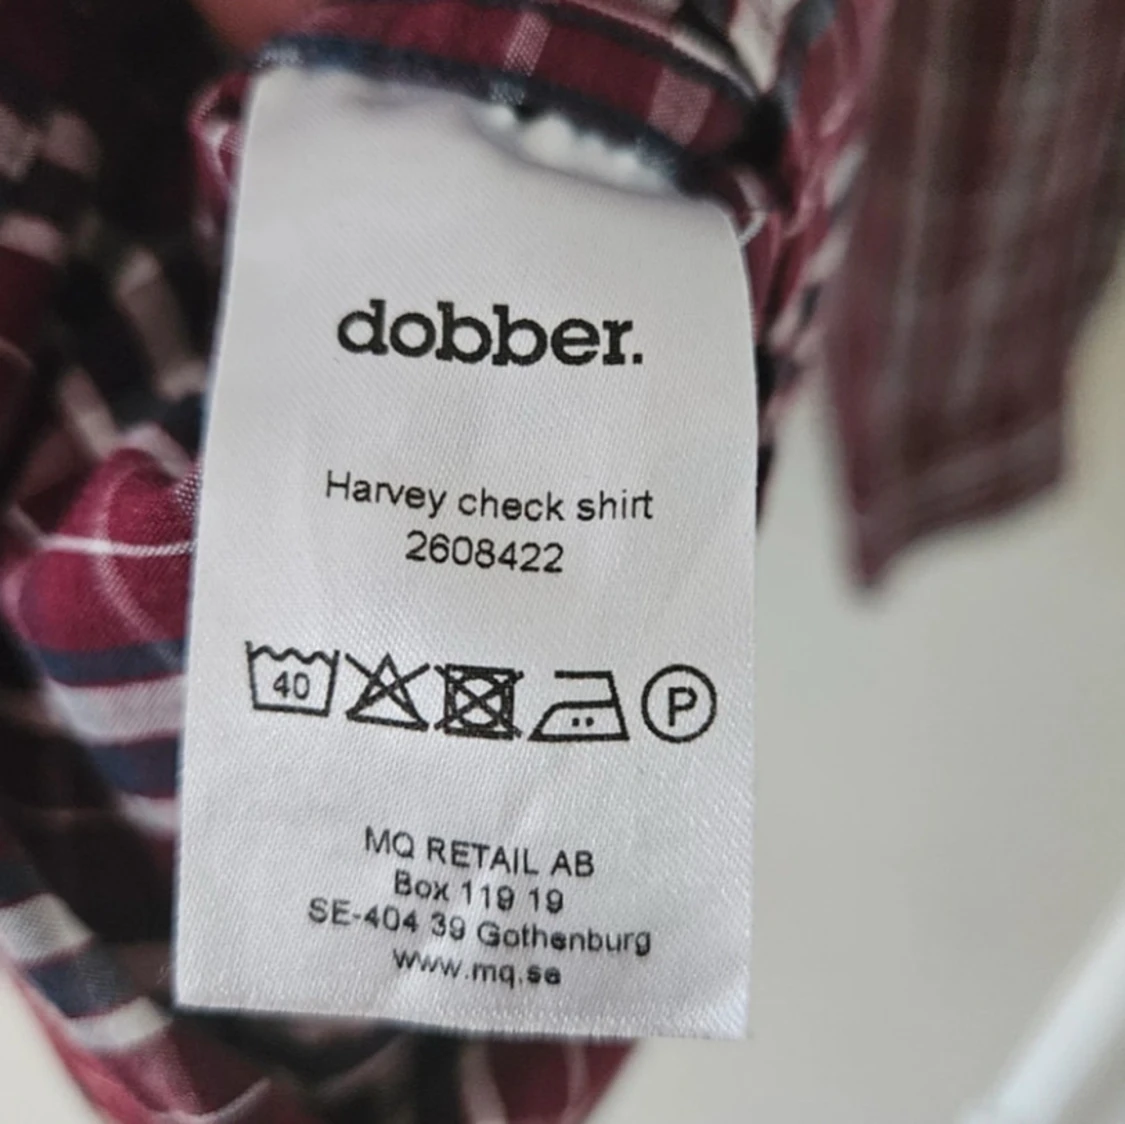 dobber.
Harvey check shirt
2608422
40
P
MQ RETAIL AB
Box 119 19
SE-404 39 Gothenburg
www.mq.se